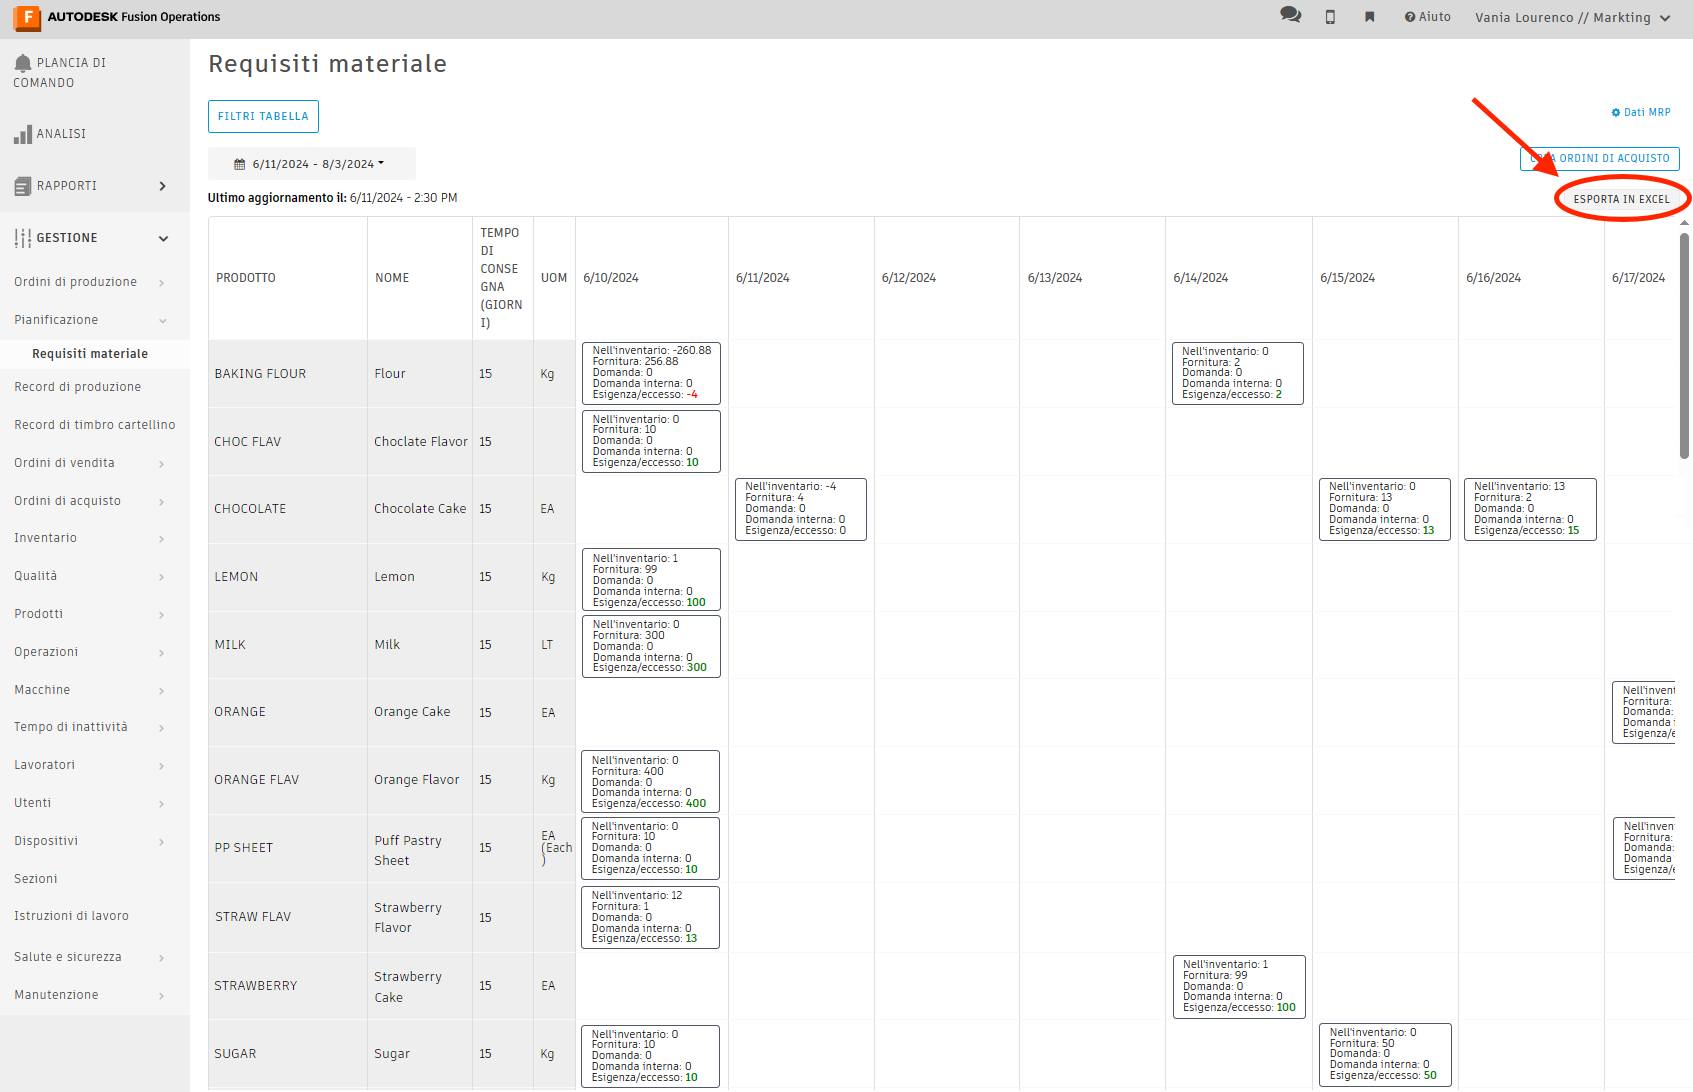 AUTODESK Fusion Operations
Aiuto
Vania Lourenco // Markting
PLANCIA DI
COMANDO
ANALISI
RAPPORTI
GESTIONE
Ordini di produzione
Pianificazione
Requisiti materiale
Record di produzione
Record di timbro cartellino
Ordini di vendita
Ordini di acquisto
Inventario
Qualità
Prodotti
Operazioni
Macchine
Tempo di inattività
Lavoratori
Utenti
Dispositivi
Sezioni
Istruzioni di lavoro
Salute e sicurezza
Manutenzione
Requisiti materiale
FILTRI TABELLA
Dati MRP
6/11/2024 - 8/3/2024
ORDINI DI ACQUISTO
Ultimo aggiornamento il: 6/11/2024 - 2:30 PM
ESPORTA IN EXCEL
PRODOTTO
NOME
TEMPO
DI
CONSE
GNA
(GIORN
I)
UOM
6/10/2024
6/11/2024
6/12/2024
6/13/2024
6/14/2024
6/15/2024
6/16/2024
6/17/2024
BAKING FLOUR
Flour
15
Kg
Nell'inventario: -260.88
Fornitura: 256.88
Domanda: 0
Domanda interna: 0
Esigenza/eccesso: -4
Nell'inventario: 0
Fornitura: 2
Domanda: 0
Domanda interna: 0
Esigenza/eccesso: 2
CHOC FLAV
Choclate Flavor
15
Nell'inventario: 0
Fornitura: 10
Domanda: 0
Domanda interna: 0
Esigenza/eccesso: 10
CHOCOLATE
Chocolate Cake
15
EA
Nell'inventario: -4
Fornitura: 4
Domanda: 0
Domanda interna: 0
Esigenza/eccesso: 0
Nell'inventario: 0
Fornitura: 13
Domanda: 0
Domanda interna: 0
Esigenza/eccesso: 13
Nell'inventario: 13
Fornitura: 2
Domanda: 0
Domanda interna: 0
Esigenza/eccesso: 15
LEMON
Lemon
15
Kg
Nell'inventario: 1
Fornitura: 99
Domanda: 0
Domanda interna: 0
Esigenza/eccesso: 100
MILK
Milk
15
LT
Nell'inventario: 0
Fornitura: 300
Domanda: 0
Domanda interna: 0
Esigenza/eccesso: 300
ORANGE
Orange Cake
15
EA
Nell'invent
Fornitura:
Domanda:
Domanda i
Esigenza/e
ORANGE FLAV
Orange Flavor
15
Kg
Nell'inventario: 0
Fornitura: 400
Domanda: 0
Domanda interna: 0
Esigenza/eccesso: 400
PP SHEET
Puff Pastry
Sheet
15
EA
(Each
)
Nell'inventario: 0
Fornitura: 10
Domanda: 0
Domanda interna: 0
Esigenza/eccesso: 10
Nell'inven
Fornitura:
Domanda:
Domanda
Esigenza/e
STRAW FLAV
Strawberry
Flavor
15
Nell'inventario: 12
Fornitura: 1
Domanda: 0
Domanda interna: 0
Esigenza/eccesso: 13
STRAWBERRY
Strawberry
Cake
15
EA
Nell'inventario: 1
Fornitura: 99
Domanda: 0
Domanda interna: 0
Esigenza/eccesso: 100
SUGAR
Sugar
15
Kg
Nell'inventario: 0
Fornitura: 10
Domanda: 0
Domanda interna: 0
Esigenza/eccesso: 10
Nell'inventario: 0
Fornitura: 50
Domanda: 0
Domanda interna: 0
Esigenza/eccesso: 50